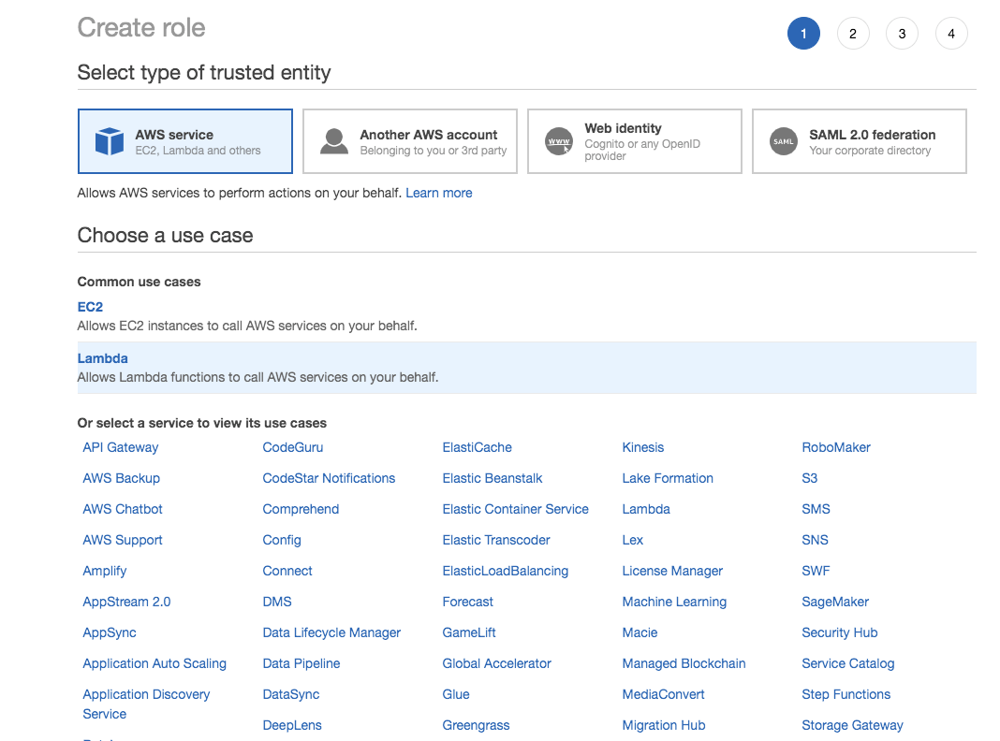 Create role
1 2 3 4
Select type of trusted entity
AWS service
EC2, Lambda and others
Another AWS account
Belonging to you or 3rd party
www
Web identity
Cognito or any OpenID
provider
SAML
SAML 2.0 federation
Your corporate directory
Allows AWS services to perform actions on your behalf. Learn more
Choose a use case
Common use cases
EC2
Allows EC2 instances to call AWS services on your behalf.
Lambda
Allows Lambda functions to call AWS services on your behalf.
Or select a service to view its use cases
API Gateway CodeGuru ElastiCache Kinesis RoboMaker
AWS Backup CodeStar Notifications Elastic Beanstalk Lake Formation S3
AWS Chatbot Comprehend Elastic Container Service Lambda SMS
AWS Support Config Elastic Transcoder Lex SNS
Amplify Connect ElasticLoadBalancing License Manager SWF
AppStream 2.0 DMS Forecast Machine Learning SageMaker
AppSync Data Lifecycle Manager GameLift Macie Security Hub
Application Auto Scaling Data Pipeline Global Accelerator Managed Blockchain Service Catalog
Application Discovery DataSync Glue MediaConvert Step Functions
Service
DeepLens Greengrass Migration Hub Storage Gateway